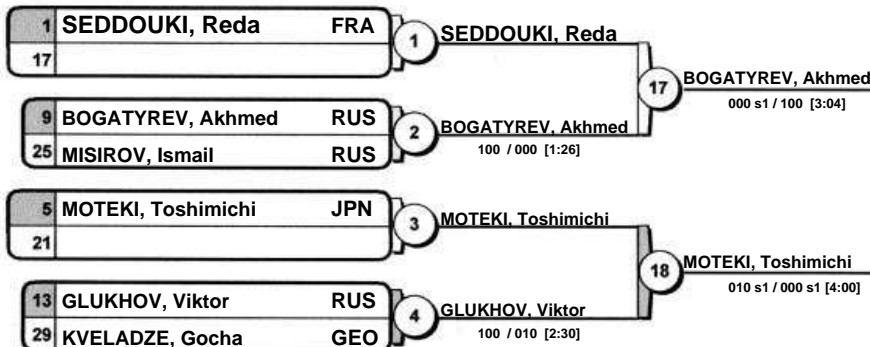 1 SEDDOUKI, Reda FRA
17
1 SEDDOUKI, Reda
9 BOGATYREV, Akhmed RUS
25 MISIROV, Ismail RUS
2 BOGATYREV, Akhmed
100 / 000 [1:26]
17 BOGATYREV, Akhmed
000 s1 / 100 [3:04]
5 MOTEKI, Toshimichi JPN
21
3 MOTEKI, Toshimichi
13 GLUKHOV, Viktor RUS
29 KVELADZE, Gocha GEO
4 GLUKHOV, Viktor
100 / 010 [2:30]
18 MOTEKI, Toshimichi
010 s1 / 000 s1 [4:00]